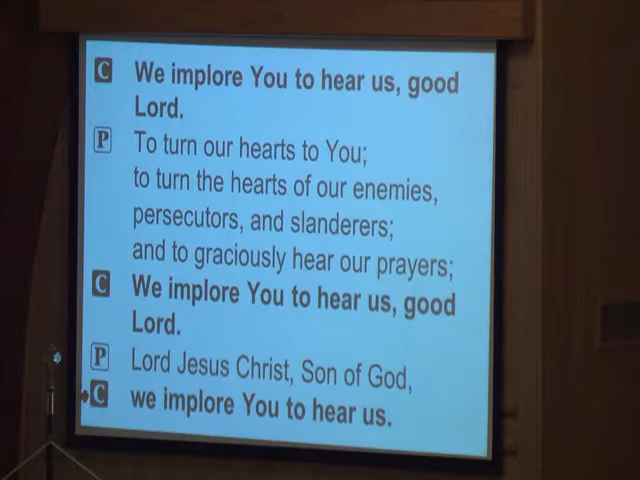 C We implore You to hear us, good
Lord.
P To turn our hearts to You;
to turn the hearts of our enemies,
persecutors, and slanderers;
and to graciously hear our prayers;
C We implore You to hear us, good
Lord.
P Lord Jesus Christ, Son of God,
C we implore You to hear us.